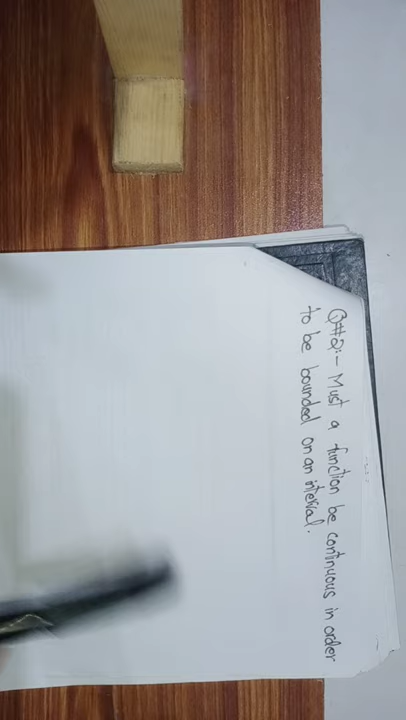 Q#2:- Must a function be continuous in order
to be bounded on an interval.